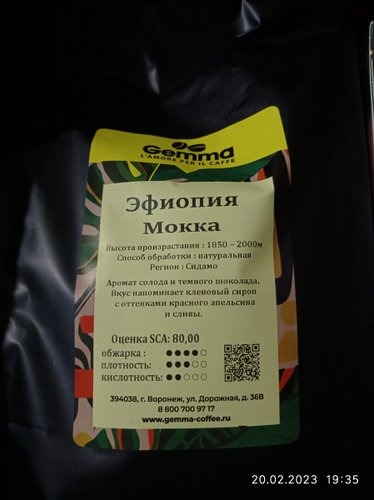 Gemma
L'AMORE PER IL CAFFÈ
Эфиопия
Мокка
Высота произрастания : 1850 – 2000м
Способ обработки : натуральная
Регион : Сидамо
Аромат солода и темного шоколада,
Вкус напоминает кленовый сироп
с оттенками красного апельсина
и сливы.
Оценка SCA: 80,00
обжарка :
плотность:
кислотность:
394038, г. Воронеж, ул. Дорожная, д. 36В
8 800 700 97 17
www.gemma-coffee.ru
20.02.2023 19:35